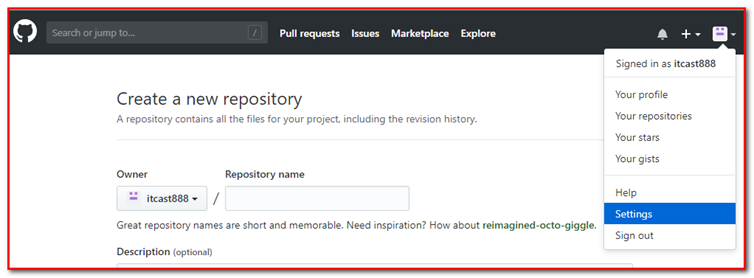 Search or jump to... /
Pull requests Issues Marketplace Explore
Signed in as itcast888
Your profile
Your repositories
Your stars
Your gists
Help
Settings
Sign out
Create a new repository
A repository contains all the files for your project, including the revision history.
Owner Repository name
itcast888 /
Great repository names are short and memorable. Need inspiration? How about reimagined-octo-giggle.
Description (optional)